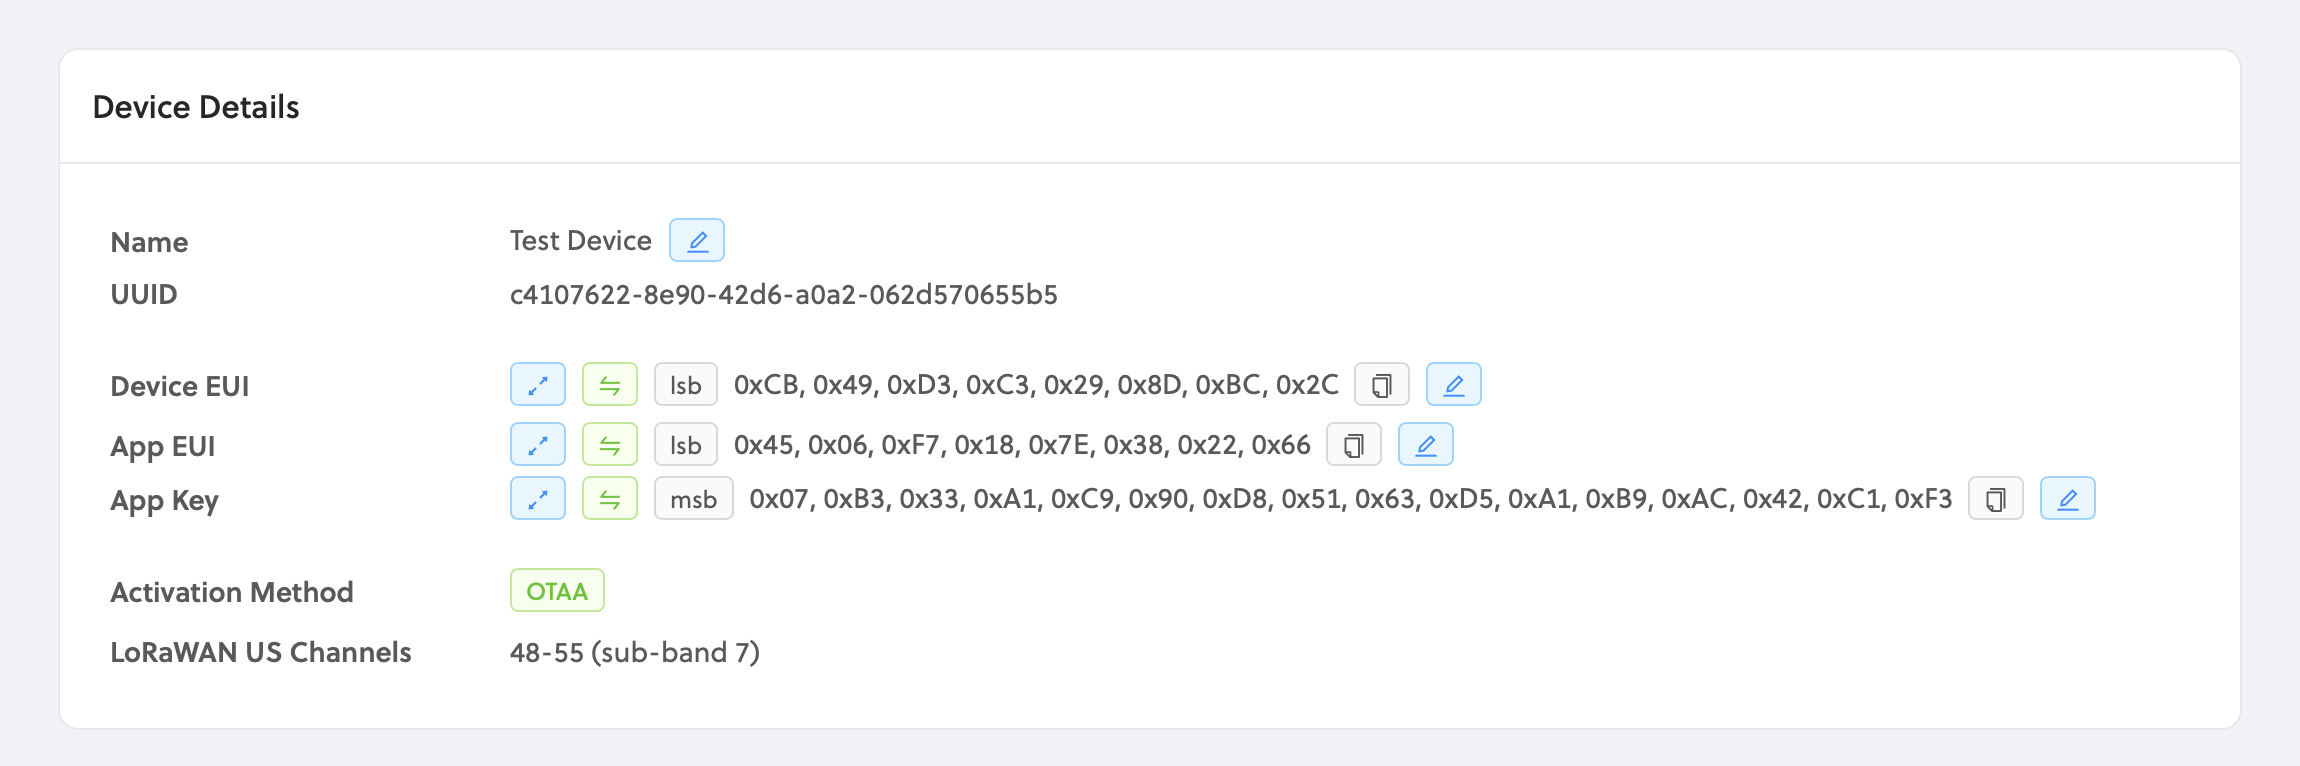 Device Details
Name Test Device
UUID c4107622-8e90-42d6-a0a2-062d570655b5
Device EUI lsb 0xCB, 0x49, 0xD3, 0xC3, 0x29, 0x8D, 0xBC, 0x2C
App EUI lsb 0x45, 0x06, 0xF7, 0x18, 0x7E, 0x38, 0x22, 0x66
App Key msb 0x07, 0xB3, 0x33, 0xA1, 0xC9, 0x90, 0xD8, 0x51, 0x63, 0xD5, 0xA1, 0xB9, 0xAC, 0x42, 0xC1, 0xF3
Activation Method OTAA
LoRaWAN US Channels 48-55 (sub-band 7)